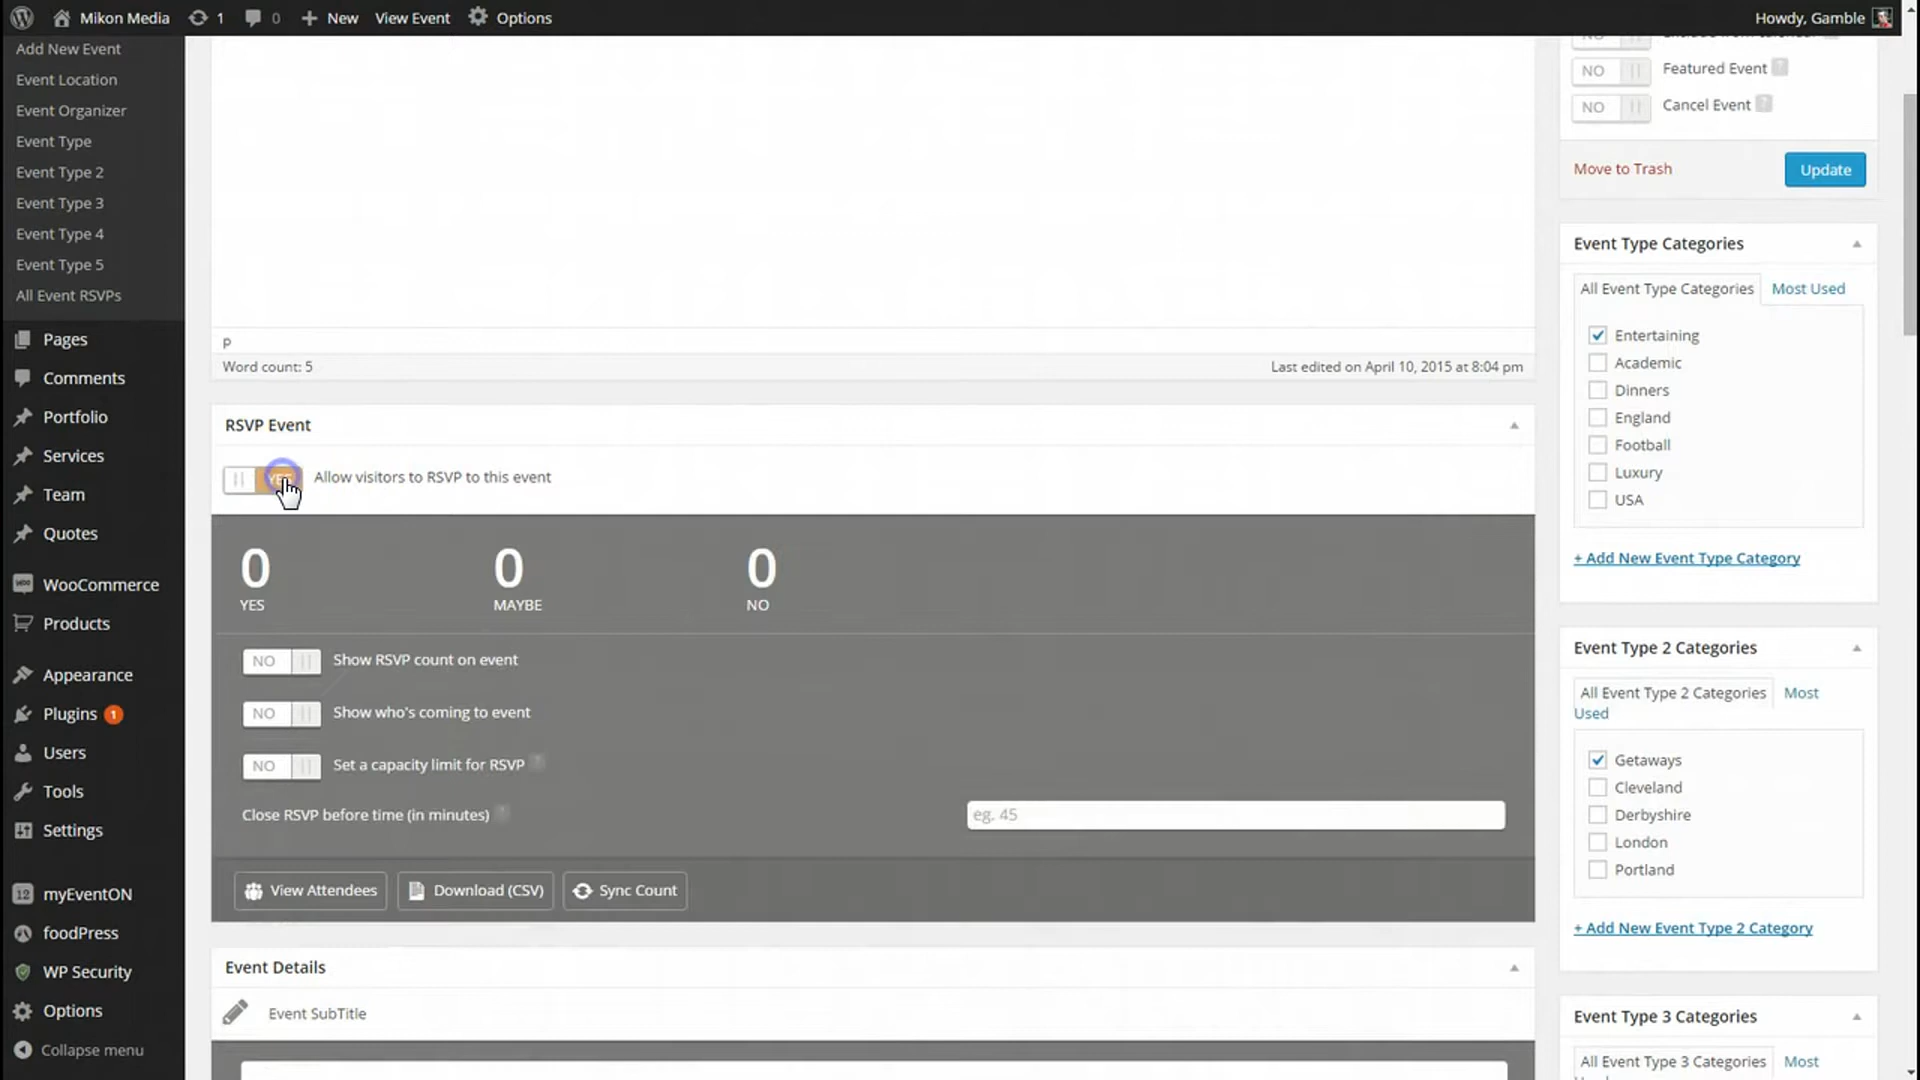 Mikon Media 1 0 New View Event Options Howdy, Gamble
Add New Event
Event Location
Event Organizer
Event Type
Event Type 2
Event Type 3
Event Type 4
Event Type 5
All Event RSVPs
Pages
Comments
Portfolio
Services
Team
Quotes
WooCommerce
Products
Appearance
Plugins 1
Users
Tools
Settings
myEventON
foodPress
WP Security
Options
Collapse menu
p
Word count: 5 Last edited on April 10, 2015 at 8:04 pm
RSVP Event
YES Allow visitors to RSVP to this event
0 0 0
YES MAYBE NO
NO Show RSVP count on event
NO Show who's coming to event
NO Set a capacity limit for RSVP
Close RSVP before time (in minutes) eg. 45
View Attendees Download (CSV) Sync Count
Event Details
Event SubTitle
NO Featured Event ?
NO Cancel Event ?
Move to Trash Update
Event Type Categories
All Event Type Categories Most Used
Entertaining
Academic
Dinners
England
Football
Luxury
USA
+ Add New Event Type Category
Event Type 2 Categories
All Event Type 2 Categories Most
Used
Getaways
Cleveland
Derbyshire
London
Portland
+ Add New Event Type 2 Category
Event Type 3 Categories
All Event Type 3 Categories Most